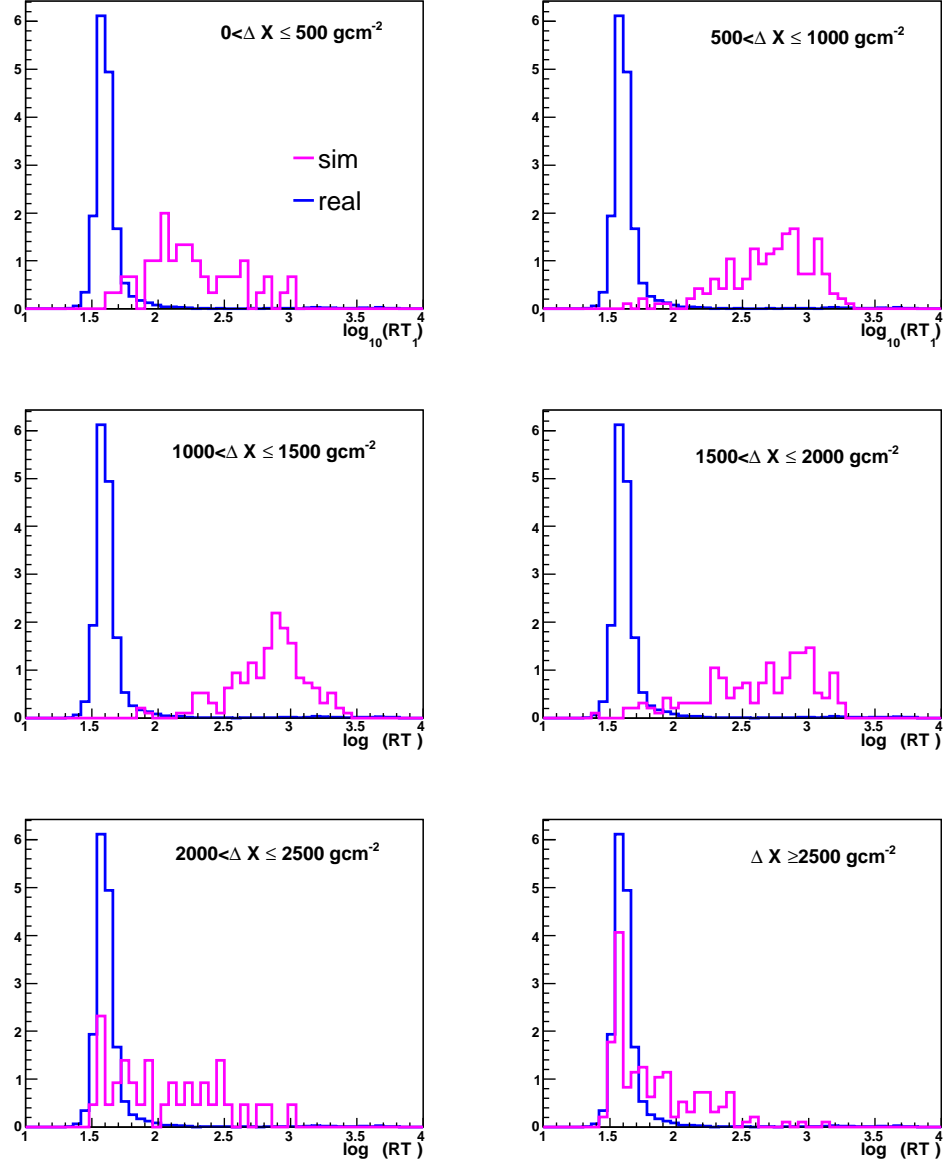 0<Δ X ≤ 500 gcm-2
sim
real
6
5
4
3
2
1
0
1 1.5 2 2.5 3 3.5 4
log10(RT1)
500<Δ X ≤ 1000 gcm-2
6
5
4
3
2
1
0
1 1.5 2 2.5 3 3.5 4
log10(RT1)
1000<Δ X ≤ 1500 gcm-2
6
5
4
3
2
1
0
1 1.5 2 2.5 3 3.5 4
log (RT )
1500<Δ X ≤ 2000 gcm-2
6
5
4
3
2
1
0
1 1.5 2 2.5 3 3.5 4
log (RT )
2000<Δ X ≤ 2500 gcm-2
6
5
4
3
2
1
0
1 1.5 2 2.5 3 3.5 4
log (RT )
Δ X ≥2500 gcm-2
6
5
4
3
2
1
0
1 1.5 2 2.5 3 3.5 4
log (RT )